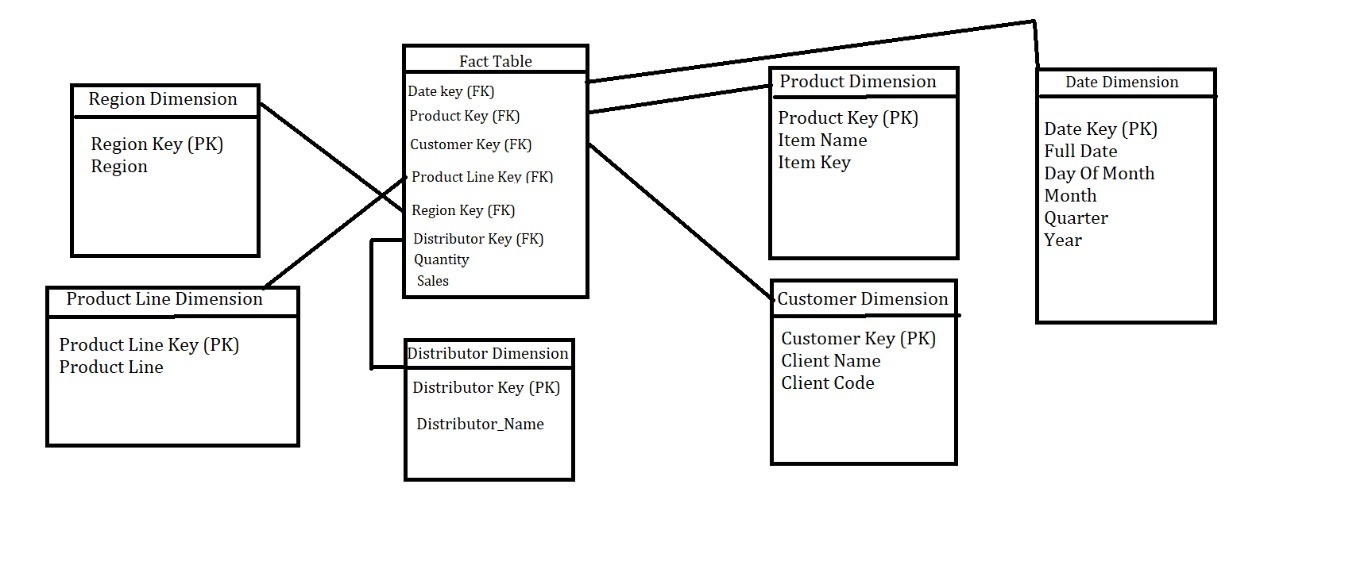 Fact Table
Date key (FK)
Product Key (FK)
Customer Key (FK)
Product Line Key (FK)
Region Key (FK)
Distributor Key (FK)
Quantity
Sales
Region Dimension
Region Key (PK)
Region
Product Line Dimension
Product Line Key (PK)
Product Line
Distributor Dimension
Distributor Key (PK)
Distributor_Name
Product Dimension
Product Key (PK)
Item Name
Item Key
Customer Dimension
Customer Key (PK)
Client Name
Client Code
Date Dimension
Date Key (PK)
Full Date
Day Of Month
Month
Quarter
Year